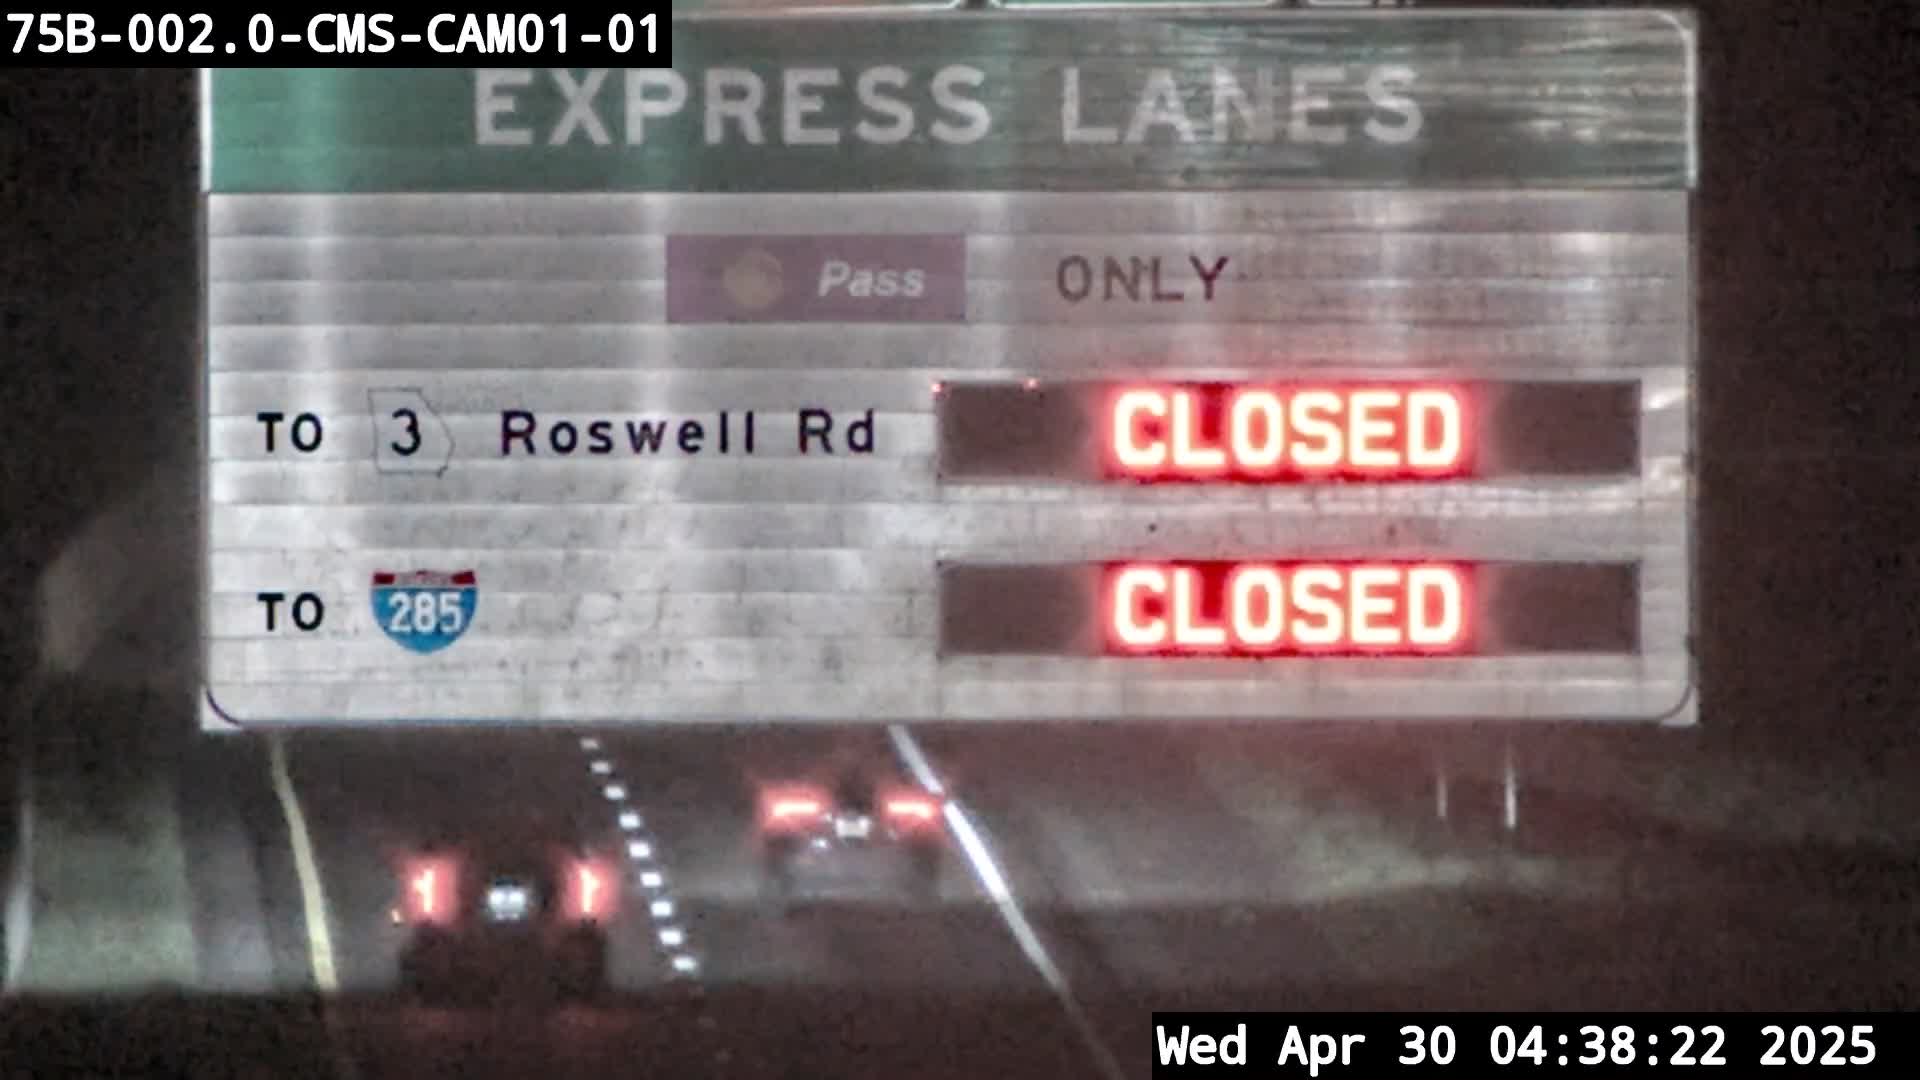 75B-002.0-CMS-CAM01-01
EXPRESS LANES
Pass ONLY
TO 3 Roswell Rd CLOSED
TO 285 CLOSED
Wed Apr 30 04:38:22 2025